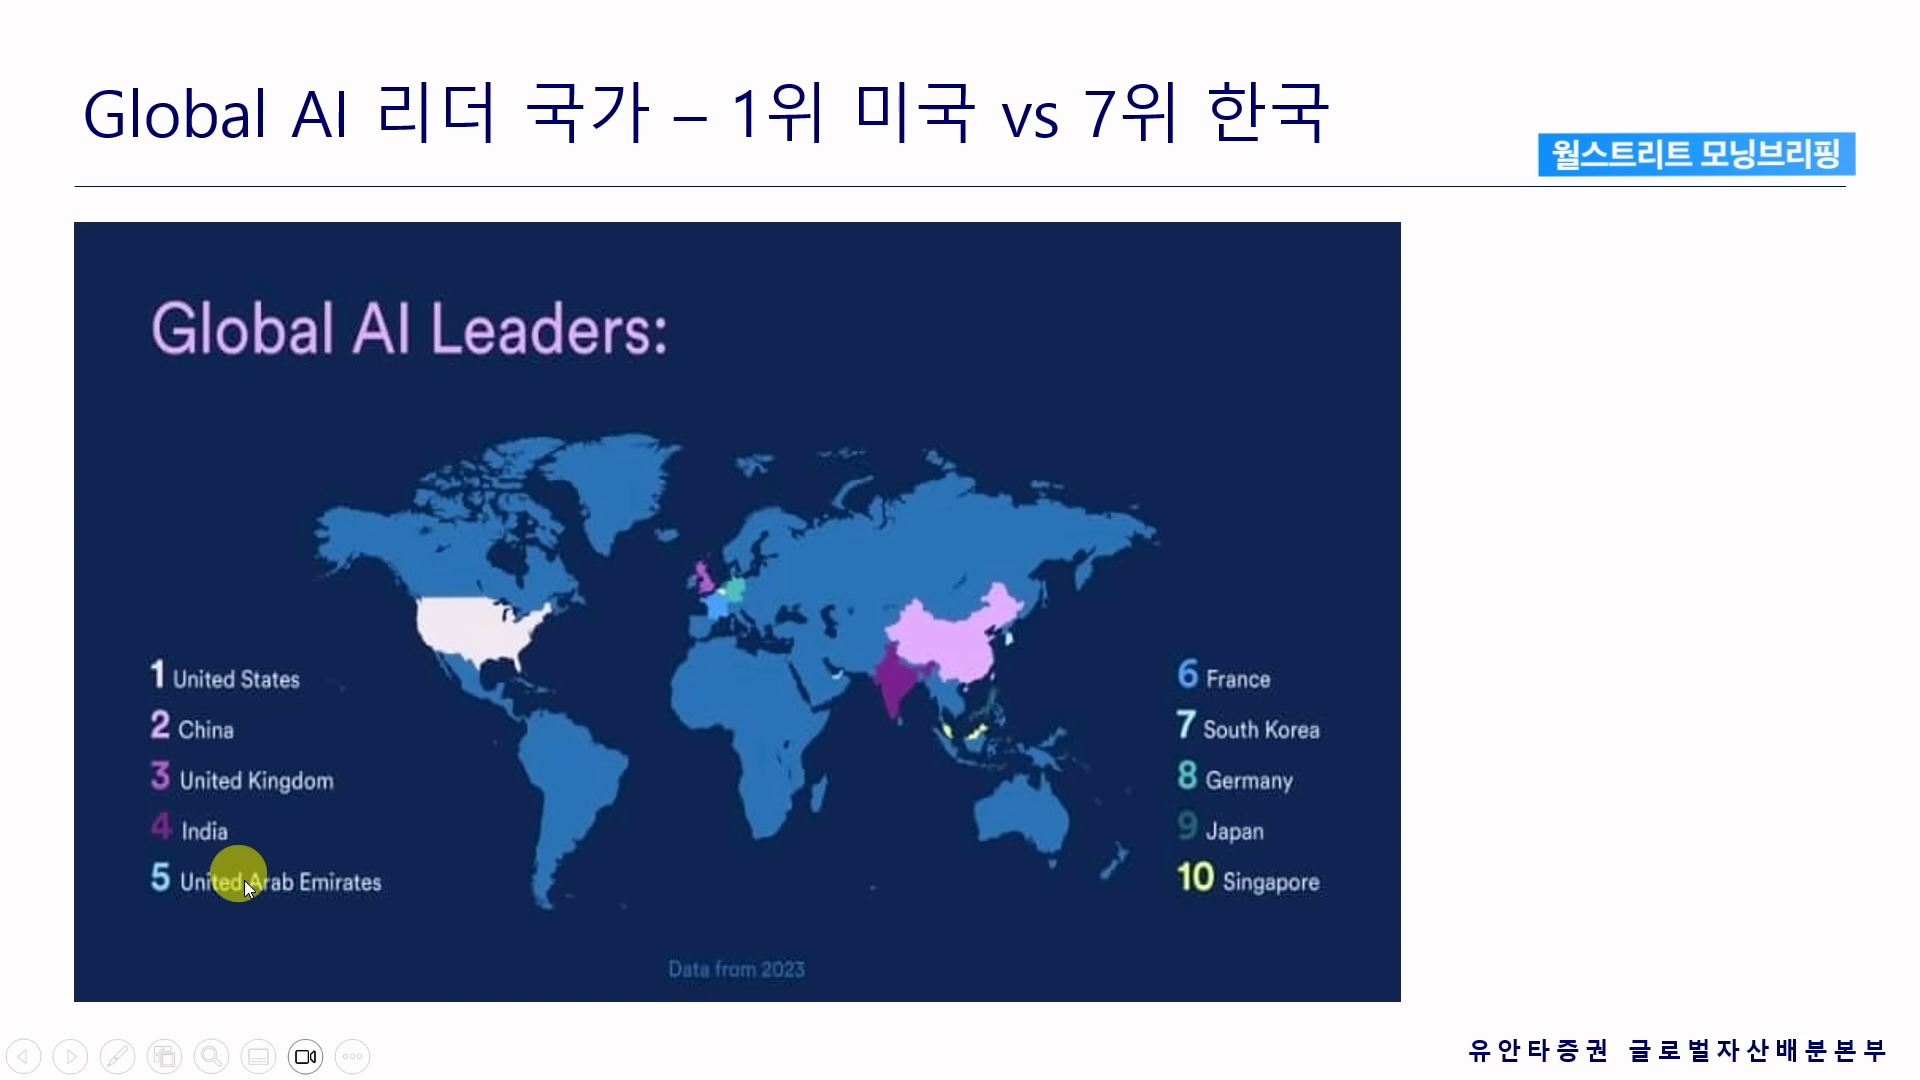 Global AI 리더 국가 – 1위 미국 vs 7위 한국
월스트리트 모닝브리핑
Global AI Leaders:
1 United States
2 China
3 United Kingdom
4 India
5 United Arab Emirates
6 France
7 South Korea
8 Germany
9 Japan
10 Singapore
Data from 2023
유안타증권 글로벌자산배분본부